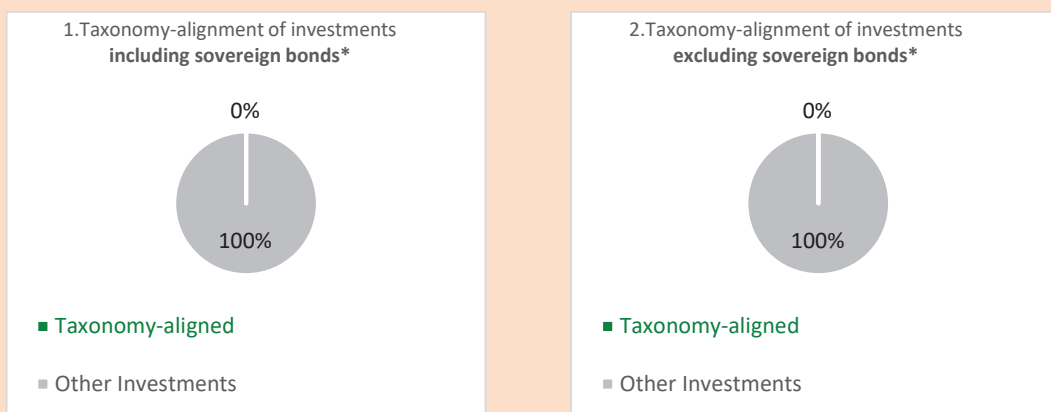 1.Taxonomy-alignment of investments
including sovereign bonds*
0%
100%
Taxonomy-aligned
Other Investments
2.Taxonomy-alignment of investments
excluding sovereign bonds*
0%
100%
Taxonomy-aligned
Other Investments